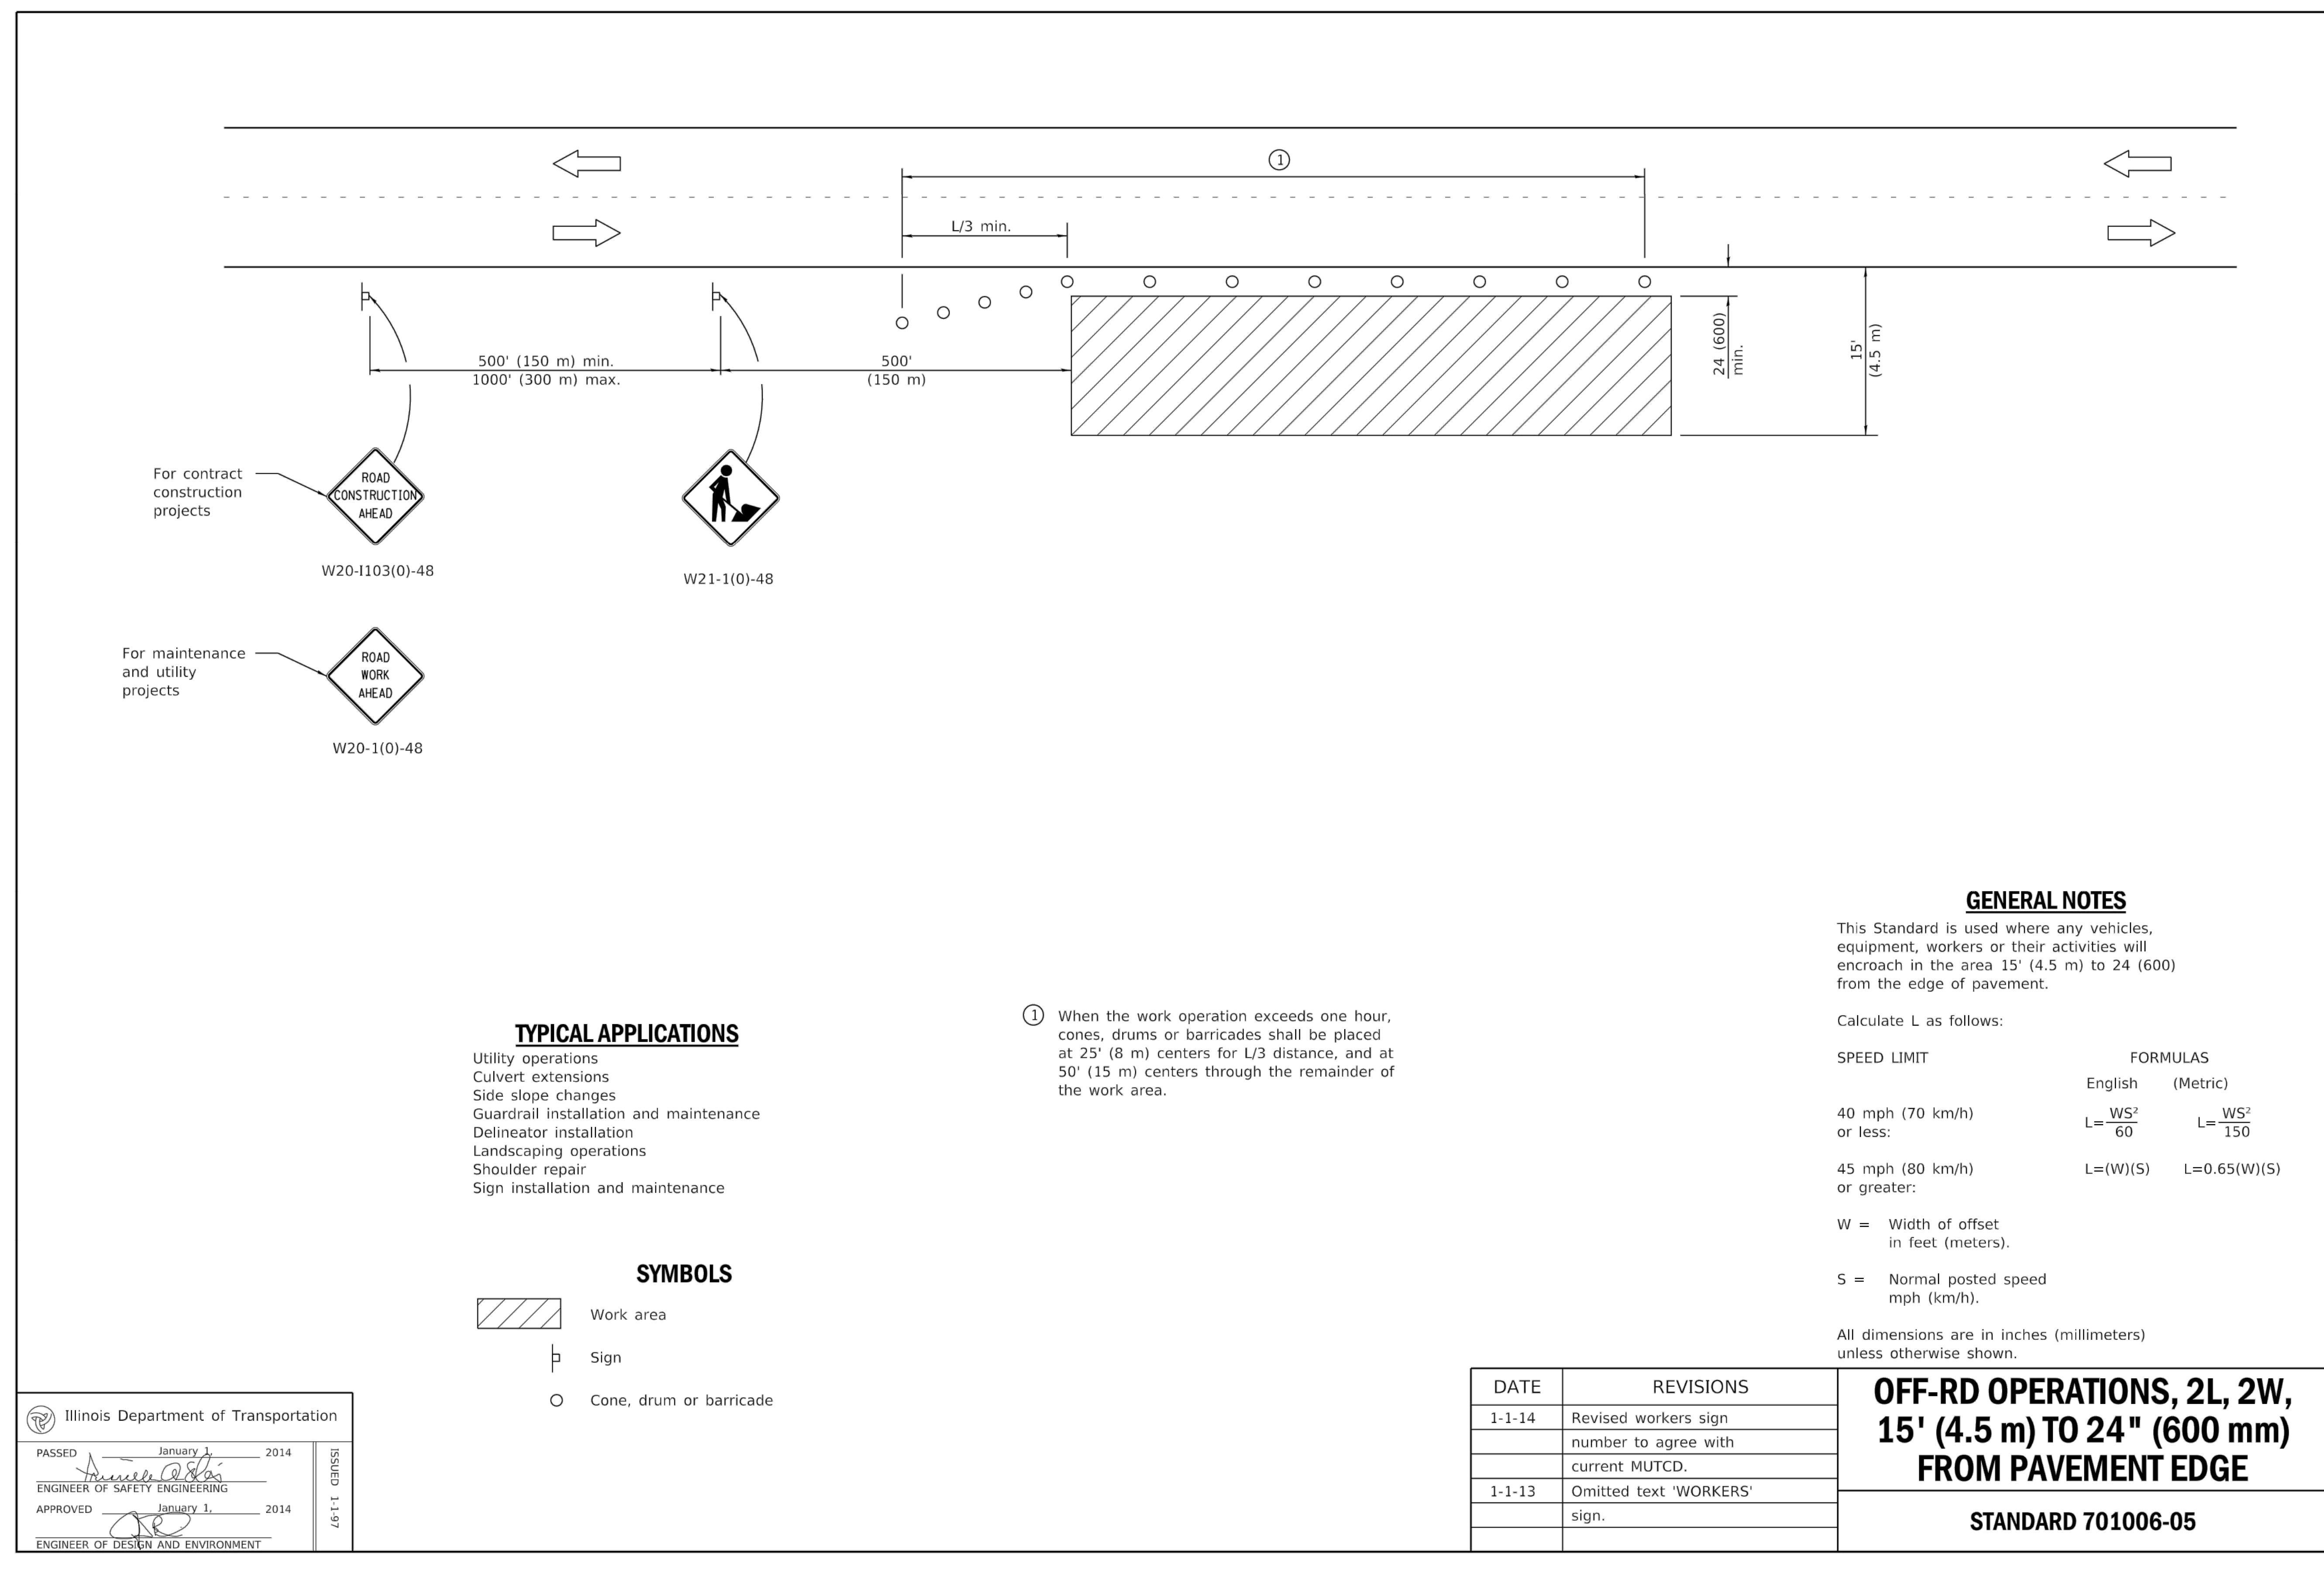 ①
L/3 min.
500' (150 m) min.
1000' (300 m) max.
500'
(150 m)
24 (600)
min.
15'
(4.5 m)
For contract
construction
projects
ROAD
CONSTRUCTION
AHEAD
W20-I103(0)-48
W21-1(0)-48
For maintenance
and utility
projects
ROAD
WORK
AHEAD
W20-1(0)-48
TYPICAL APPLICATIONS
Utility operations
Culvert extensions
Side slope changes
Guardrail installation and maintenance
Delineator installation
Landscaping operations
Shoulder repair
Sign installation and maintenance
SYMBOLS
Work area
Sign
Cone, drum or barricade
① When the work operation exceeds one hour,
cones, drums or barricades shall be placed
at 25' (8 m) centers for L/3 distance, and at
50' (15 m) centers through the remainder of
the work area.
GENERAL NOTES
This Standard is used where any vehicles,
equipment, workers or their activities will
encroach in the area 15' (4.5 m) to 24 (600)
from the edge of pavement.
Calculate L as follows:
SPEED LIMIT FORMULAS
English (Metric)
40 mph (70 km/h) L=WS²/60 L=WS²/150
or less:
45 mph (80 km/h) L=(W)(S) L=0.65(W)(S)
or greater:
W = Width of offset
in feet (meters).
S = Normal posted speed
mph (km/h).
All dimensions are in inches (millimeters)
unless otherwise shown.
Illinois Department of Transportation
PASSED January 1, 2014
ENGINEER OF SAFETY ENGINEERING
APPROVED January 1, 2014
ENGINEER OF DESIGN AND ENVIRONMENT
ISSUED 1-1-97
DATE REVISIONS
1-1-14 Revised workers sign
number to agree with
current MUTCD.
1-1-13 Omitted text 'WORKERS'
sign.
OFF-RD OPERATIONS, 2L, 2W,
15' (4.5 m) TO 24" (600 mm)
FROM PAVEMENT EDGE
STANDARD 701006-05